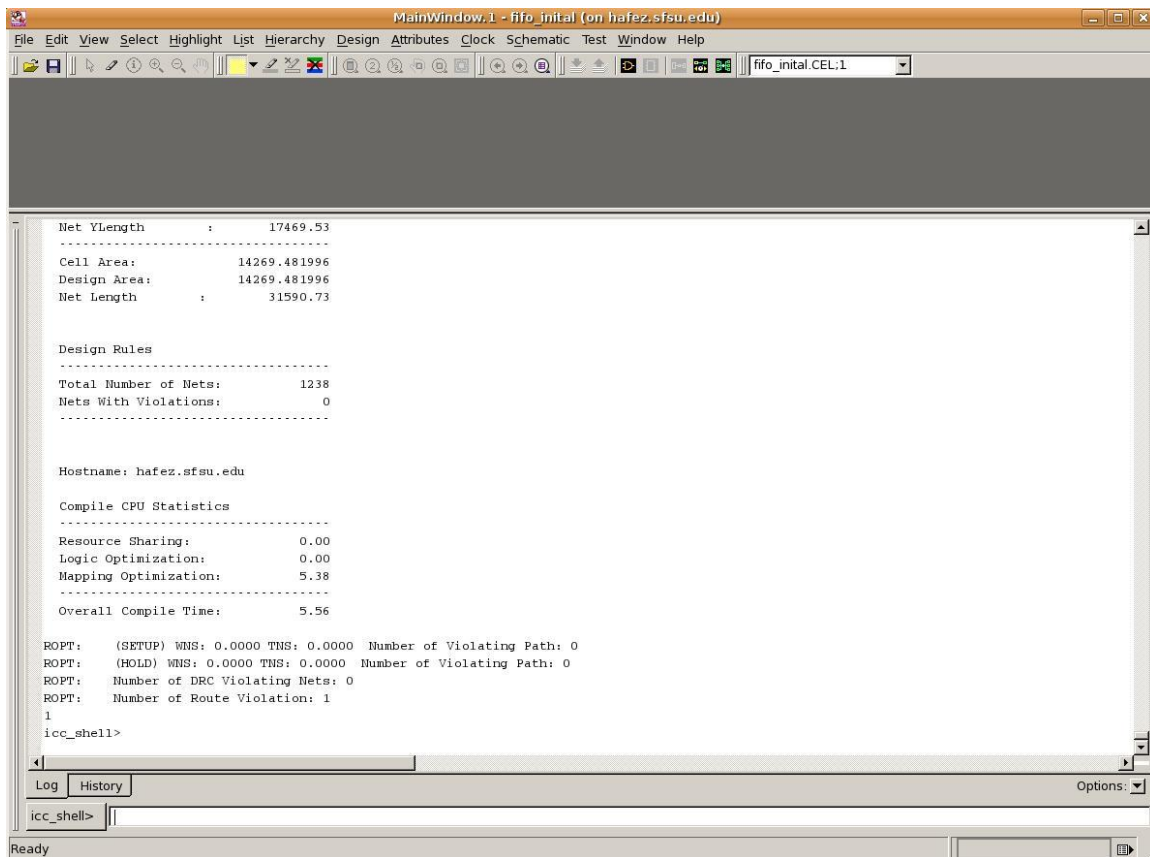 MainWindow.1 - fifo_inital (on hafez.sfsu.edu)
File Edit View Select Highlight List Hierarchy Design Attributes Clock Schematic Test Window Help
fifo_inital.CEL;1
Net YLength : 17469.53
-----------------------------------
Cell Area: 14269.481996
Design Area: 14269.481996
Net Length : 31590.73
Design Rules
-----------------------------------
Total Number of Nets: 1238
Nets With Violations: 0
-----------------------------------
Hostname: hafez.sfsu.edu
Compile CPU Statistics
-----------------------------------
Resource Sharing: 0.00
Logic Optimization: 0.00
Mapping Optimization: 5.38
-----------------------------------
Overall Compile Time: 5.56
ROPT: (SETUP) WNS: 0.0000 TNS: 0.0000 Number of Violating Path: 0
ROPT: (HOLD) WNS: 0.0000 TNS: 0.0000 Number of Violating Path: 0
ROPT: Number of DRC Violating Nets: 0
ROPT: Number of Route Violation: 1
1
icc_shell>
Log History Options:
icc_shell>
Ready